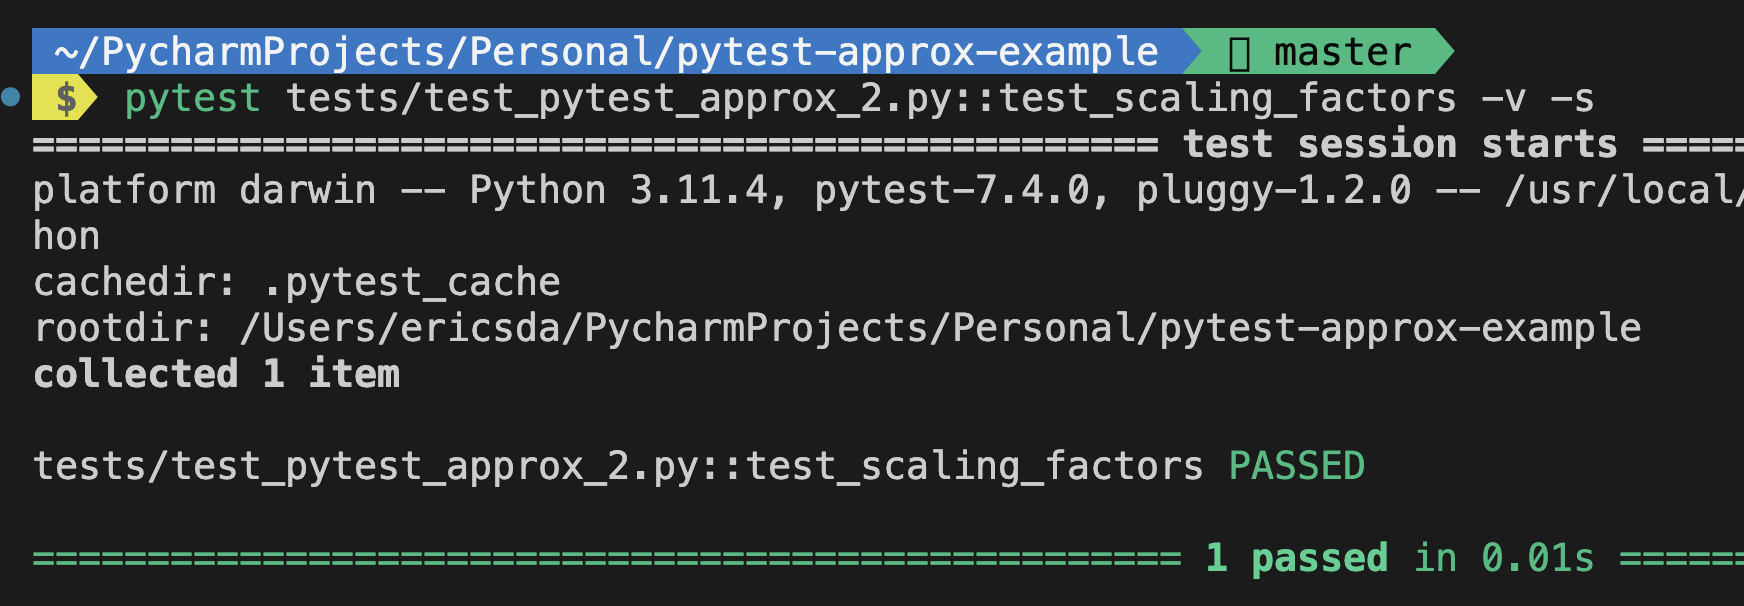 ~/PycharmProjects/Personal/pytest-approx-example master
$ pytest tests/test_pytest_approx_2.py::test_scaling_factors -v -s
================================================= test session starts =====
platform darwin -- Python 3.11.4, pytest-7.4.0, pluggy-1.2.0 -- /usr/local/
hon
cachedir: .pytest_cache
rootdir: /Users/ericsda/PycharmProjects/Personal/pytest-approx-example
collected 1 item
tests/test_pytest_approx_2.py::test_scaling_factors PASSED
================================================== 1 passed in 0.01s ======